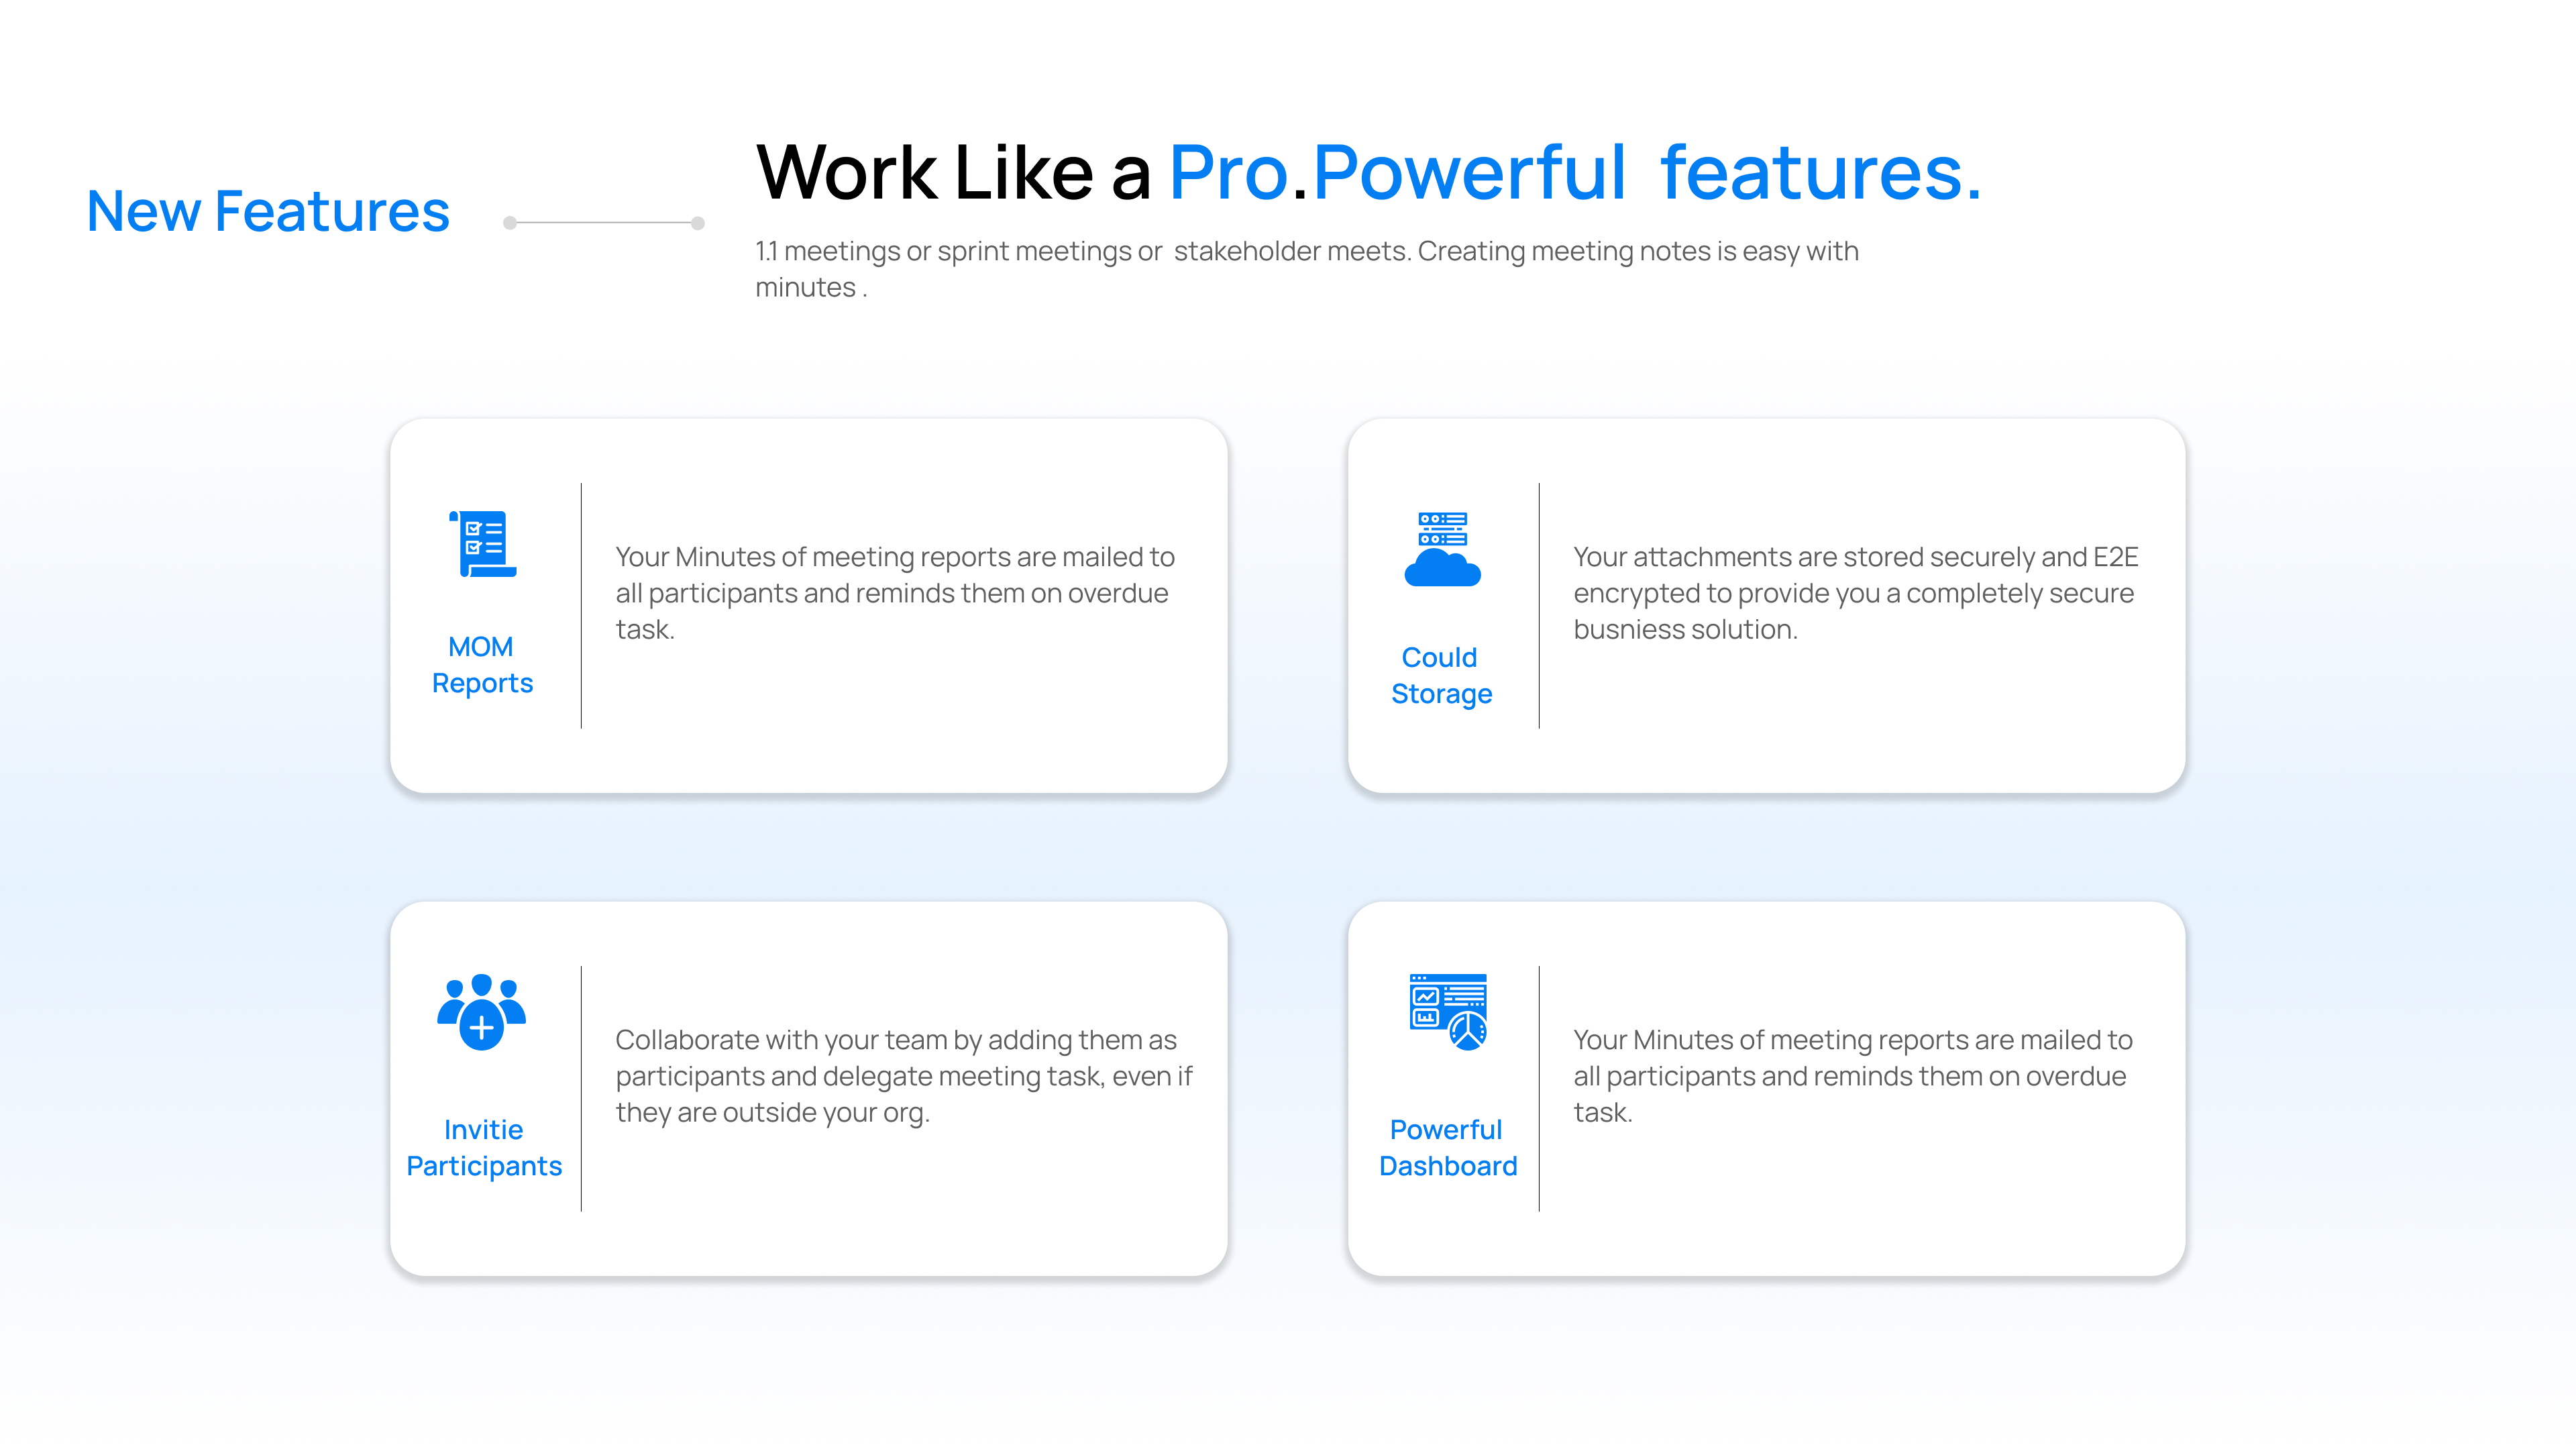 New Features
Work Like a Pro.Powerful features.
1.1 meetings or sprint meetings or stakeholder meets. Creating meeting notes is easy with
minutes .
MOM
Reports
Your Minutes of meeting reports are mailed to
all participants and reminds them on overdue
task.
Could
Storage
Your attachments are stored securely and E2E
encrypted to provide you a completely secure
busniess solution.
Invitie
Participants
Collaborate with your team by adding them as
participants and delegate meeting task, even if
they are outside your org.
Powerful
Dashboard
Your Minutes of meeting reports are mailed to
all participants and reminds them on overdue
task.